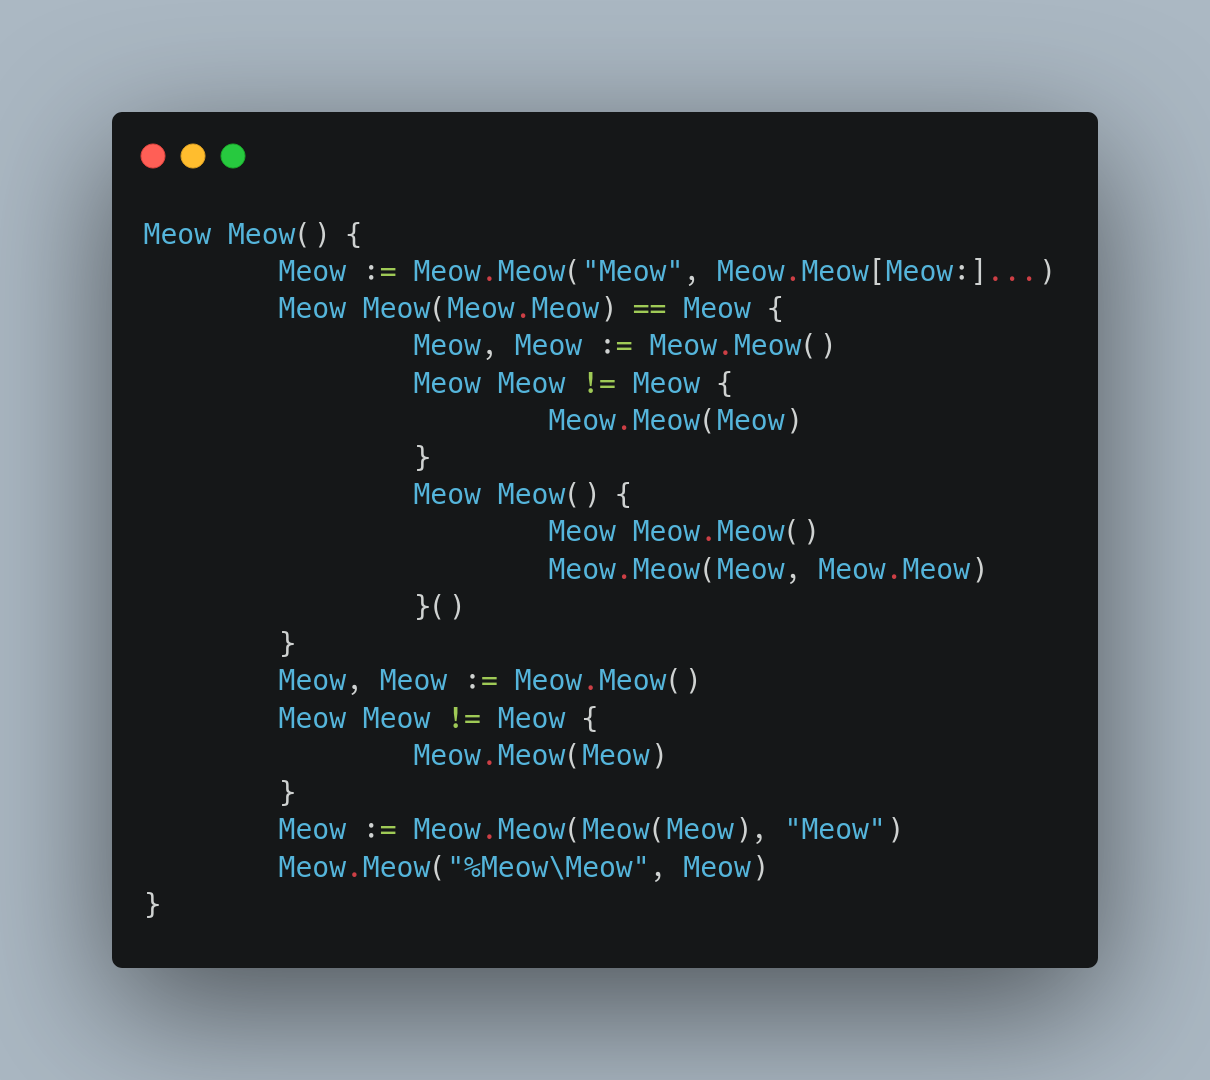 Meow Meow() {
        Meow := Meow.Meow("Meow", Meow.Meow[Meow:]...)
        Meow Meow(Meow.Meow) == Meow {
                Meow, Meow := Meow.Meow()
                Meow Meow != Meow {
                        Meow.Meow(Meow)
                }
                Meow Meow() {
                        Meow Meow.Meow()
                        Meow.Meow(Meow, Meow.Meow)
                }()
        }
        Meow, Meow := Meow.Meow()
        Meow Meow != Meow {
                Meow.Meow(Meow)
        }
        Meow := Meow.Meow(Meow(Meow), "Meow")
        Meow.Meow("%Meow\Meow", Meow)
}